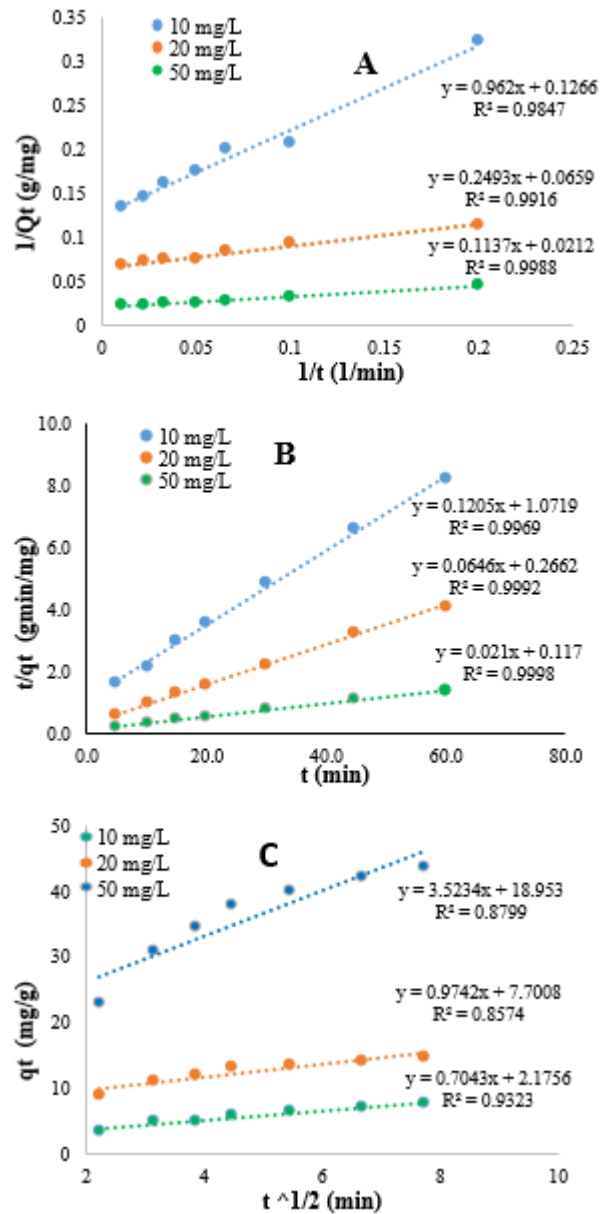 10 mg/L
20 mg/L
50 mg/L
A
y = 0.962x + 0.1266
R² = 0.9847
y = 0.2493x + 0.0659
R² = 0.9916
y = 0.1137x + 0.0212
R² = 0.9988
0.35
0.3
0.25
0.2
0.15
0.1
0.05
0
1/Qt (g/mg)
0
0.05
0.1
0.15
0.2
0.25
1/t (1/min)
10 mg/L
20 mg/L
50 mg/L
B
y = 0.1205x + 1.0719
R² = 0.9969
y = 0.0646x + 0.2662
R² = 0.9992
y = 0.021x + 0.117
R² = 0.9998
10.0
8.0
6.0
4.0
2.0
0.0
t/qt (gmin/mg)
0.0
20.0
40.0
60.0
80.0
t (min)
10 mg/L
20 mg/L
50 mg/L
C
y = 3.5234x + 18.953
R² = 0.8799
y = 0.9742x + 7.7008
R² = 0.8574
y = 0.7043x + 2.1756
R² = 0.9323
50
40
30
20
10
0
qt (mg/g)
2
4
6
8
10
t ^1/2 (min)